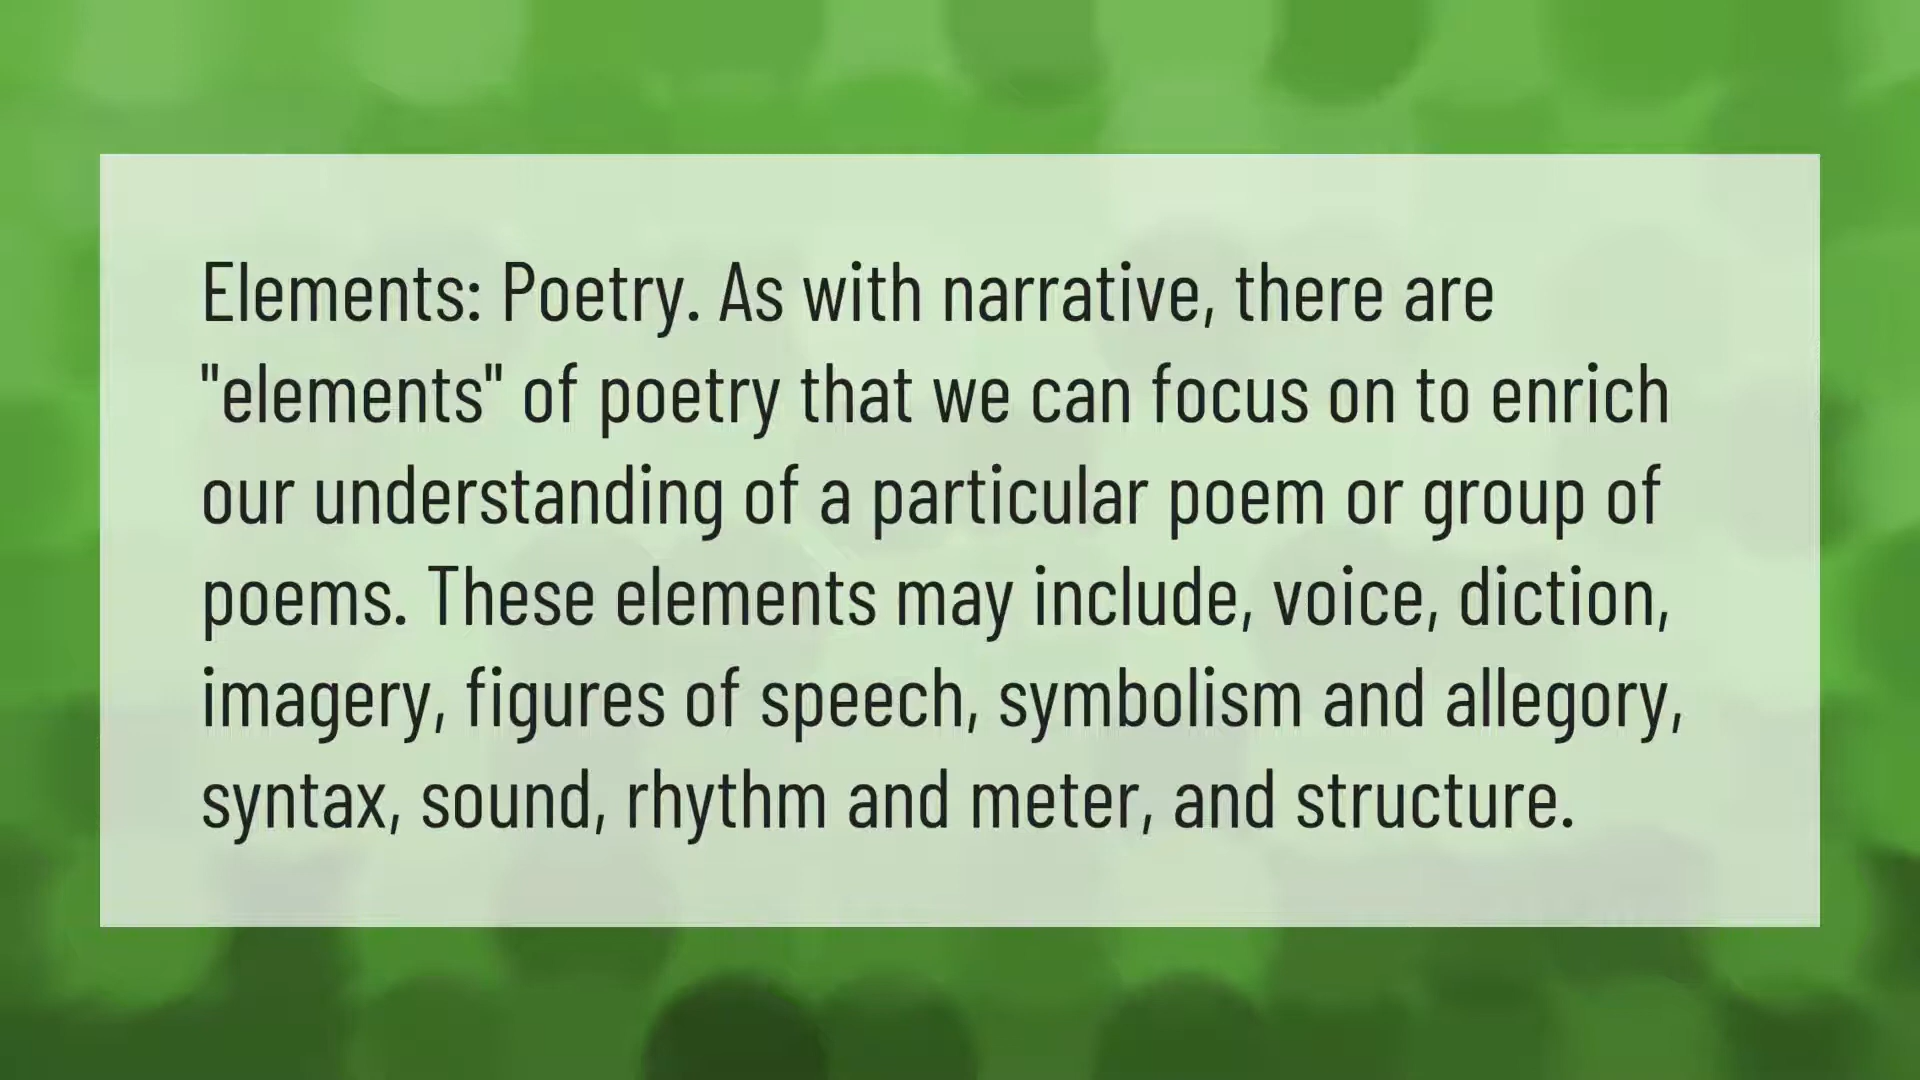 Elements: Poetry. As with narrative, there are
"elements" of poetry that we can focus on to enrich
our understanding of a particular poem or group of
poems. These elements may include, voice, diction,
imagery, figures of speech, symbolism and allegory,
syntax, sound, rhythm and meter, and structure.